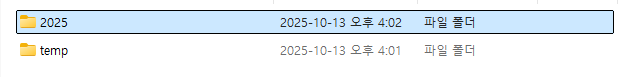 2025 2025-10-13 오후 4:02 파일 폴더
temp 2025-10-13 오후 4:01 파일 폴더